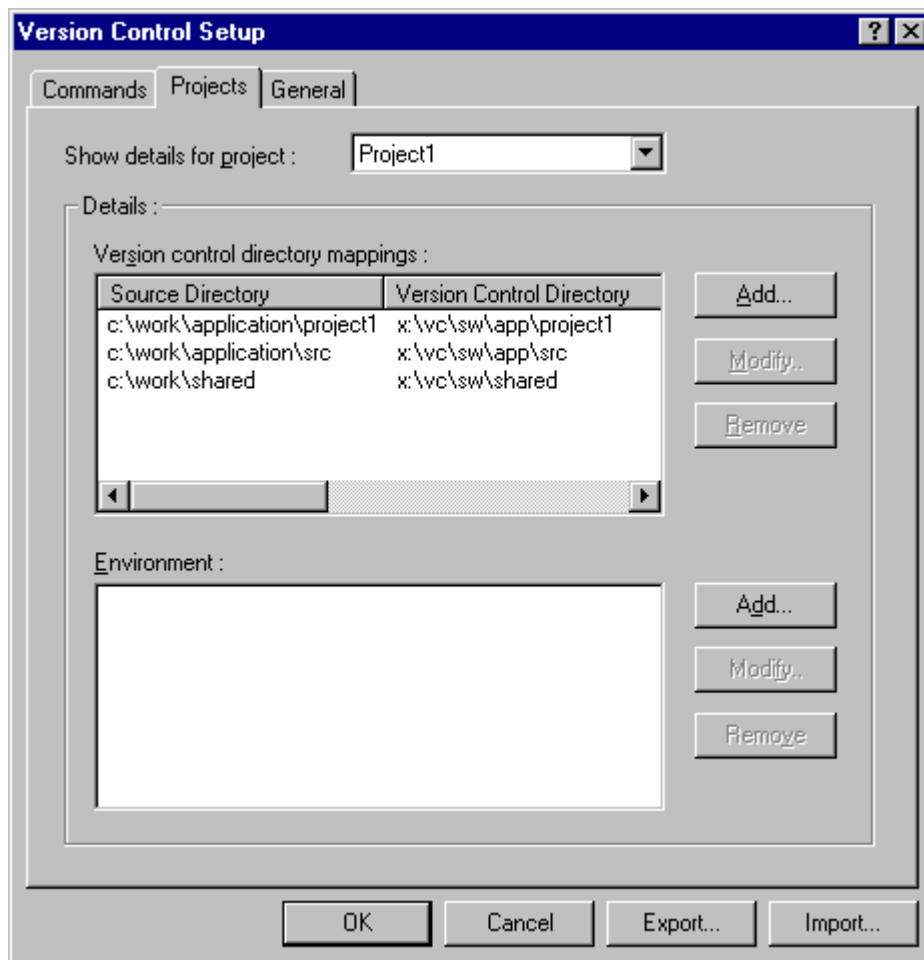 Version Control Setup
Commands Projects General
Show details for project : Project1
Details :
Version control directory mappings :
Source Directory Version Control Directory
c:\work\application\project1 x:\vc\sw\app\project1
c:\work\application\src x:\vc\sw\app\src
c:\work\shared x:\vc\sw\shared
Add...
Modify..
Remove
Environment :
Add...
Modify..
Remove
OK Cancel Export... Import...